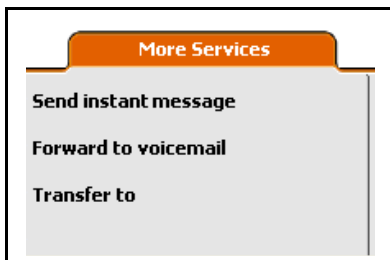 More Services
Send instant message
Forward to voicemail
Transfer to